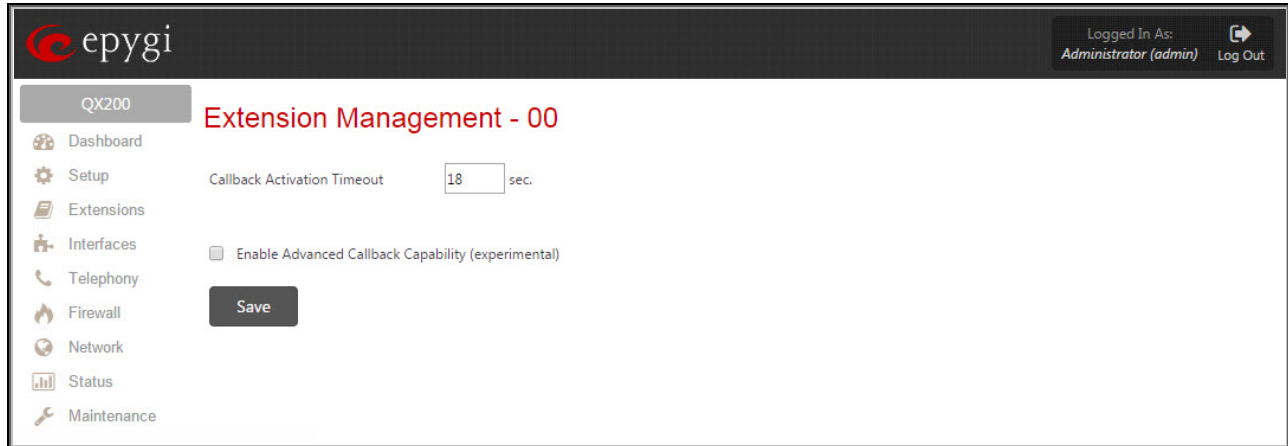 epygi
Logged In As:
Administrator (admin)
Log Out
QX200
Dashboard
Setup
Extensions
Interfaces
Telephony
Firewall
Network
Status
Maintenance
Extension Management - 00
Callback Activation Timeout 18 sec.
Enable Advanced Callback Capability (experimental)
Save